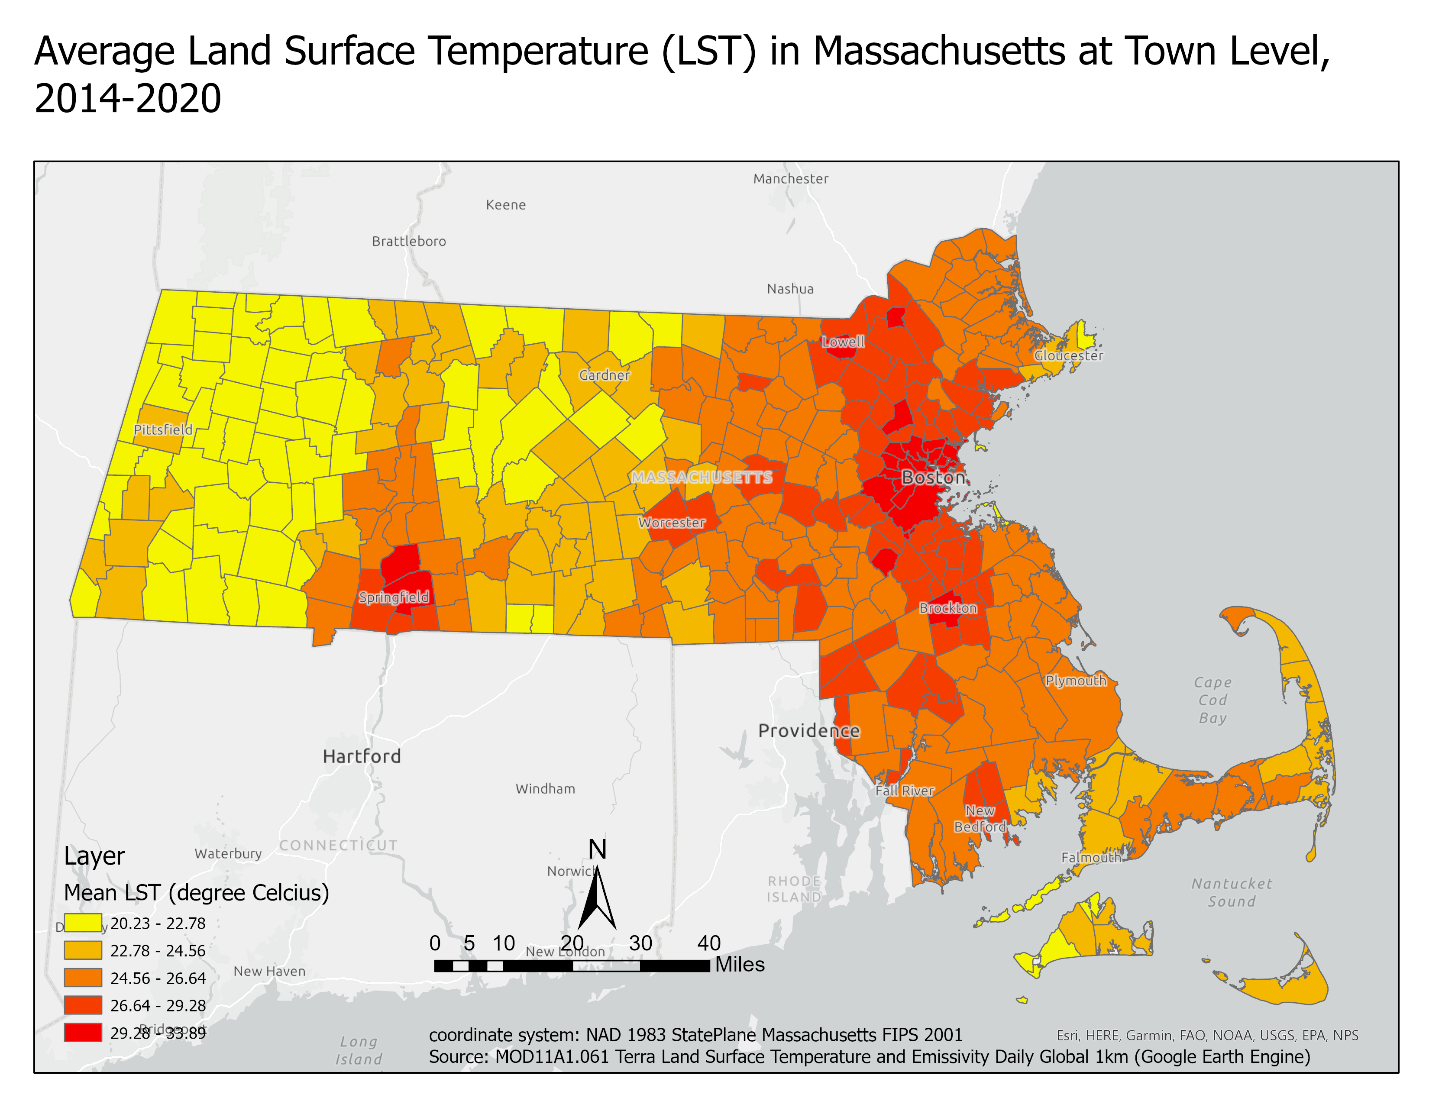 Average Land Surface Temperature (LST) in Massachusetts at Town Level,
2014-2020
Manchester
Keene
Brattleboro
Nashua
Lowell
Gloucester
Gardner
Pittsfield
MASSACHUSETTS
Boston
Worcester
Springfield
Brockton
Plymouth
Cape
Cod
Bay
Providence
Hartford
Windham
Fall River
New
Bedford
CONNECTICUT
Waterbury
Falmouth
Norwich
RHODE
ISLAND
Nantucket
Sound
New London
New Haven
Bridgeport
Long
Island
Layer
Mean LST (degree Celcius)
20.23 - 22.78
22.78 - 24.56
24.56 - 26.64
26.64 - 29.28
29.28 - 33.89
N
0 5 10 20 30 40
Miles
coordinate system: NAD 1983 StatePlane Massachusetts FIPS 2001
Esri, HERE, Garmin, FAO, NOAA, USGS, EPA, NPS
Source: MOD11A1.061 Terra Land Surface Temperature and Emissivity Daily Global 1km (Google Earth Engine)